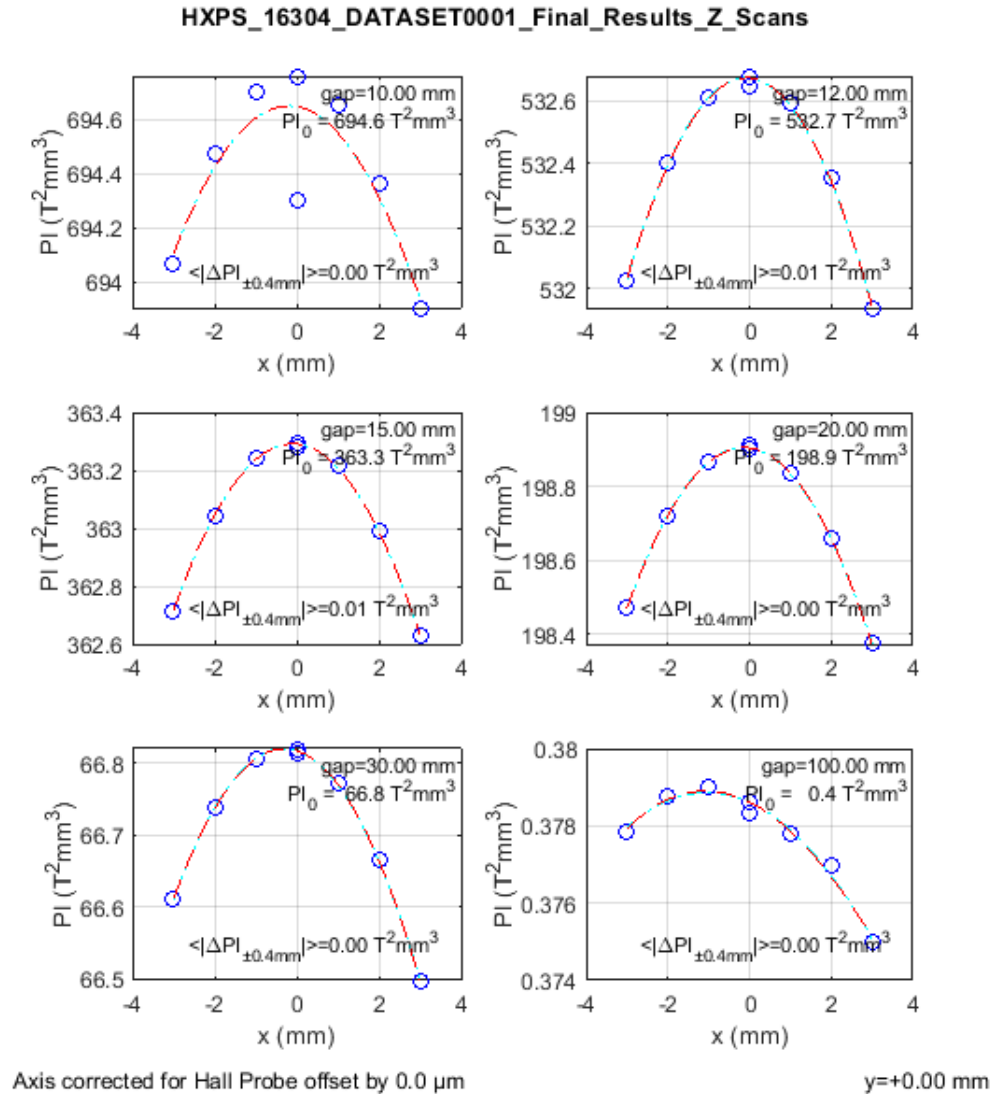 HXPS_16304_DATASET0001_Final_Results_Z_Scans
gap=10.00 mm
PI0 = 694.6 T2mm3
<|ΔPI±0.4mm|>=0.00 T2mm3
694.6
694.4
694.2
694
PI (T2mm3)
-4 -2 0 2 4
x (mm)
gap=12.00 mm
PI0 = 532.7 T2mm3
<|ΔPI±0.4mm|>=0.01 T2mm3
532.6
532.4
532.2
532
PI (T2mm3)
-4 -2 0 2 4
x (mm)
gap=15.00 mm
PI0 = 363.3 T2mm3
<|ΔPI±0.4mm|>=0.01 T2mm3
363.4
363.2
363
362.8
362.6
PI (T2mm3)
-4 -2 0 2 4
x (mm)
gap=20.00 mm
PI0 = 198.9 T2mm3
<|ΔPI±0.4mm|>=0.00 T2mm3
199
198.8
198.6
198.4
PI (T2mm3)
-4 -2 0 2 4
x (mm)
gap=30.00 mm
PI0 = 66.8 T2mm3
<|ΔPI±0.4mm|>=0.00 T2mm3
66.8
66.7
66.6
66.5
PI (T2mm3)
-4 -2 0 2 4
x (mm)
gap=100.00 mm
PI0 = 0.4 T2mm3
<|ΔPI±0.4mm|>=0.00 T2mm3
0.38
0.378
0.376
0.374
PI (T2mm3)
-4 -2 0 2 4
x (mm)
Axis corrected for Hall Probe offset by 0.0 µm
y=+0.00 mm